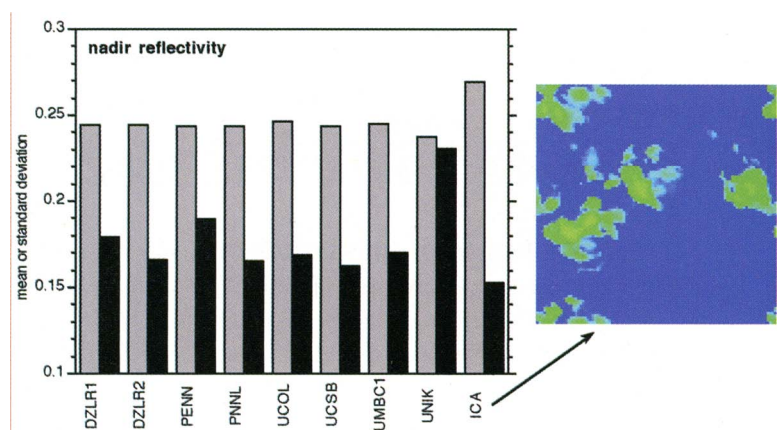 nadir reflectivity
mean or standard deviation
0.3
0.25
0.2
0.15
0.1
DZLR1
DZLR2
PENN
PNNL
UCOL
UCSB
UMBC1
UNIK
ICA